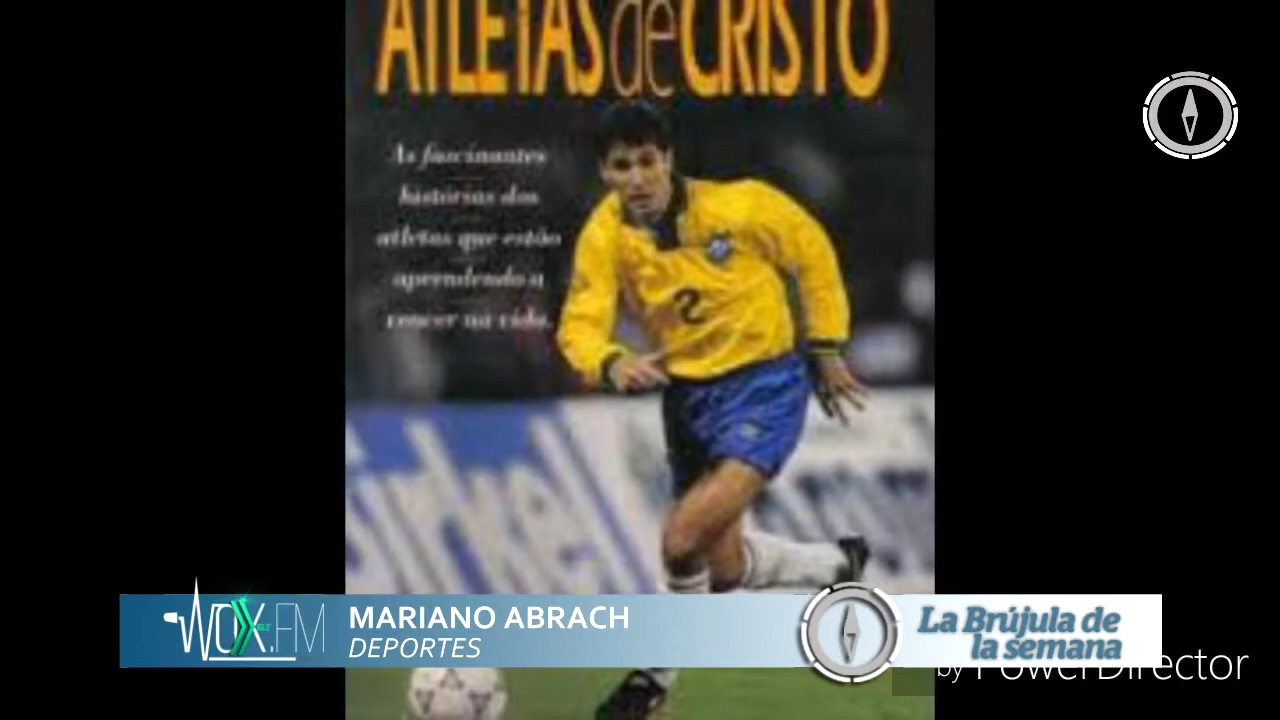 ATLETAS de CRISTO
As fascinantes
histórias dos
atletas que estão
aprendendo a
vencer na vida.
2
WOX.FM
MARIANO ABRACH
DEPORTES
La Brújula de
la semana
by PowerDirector